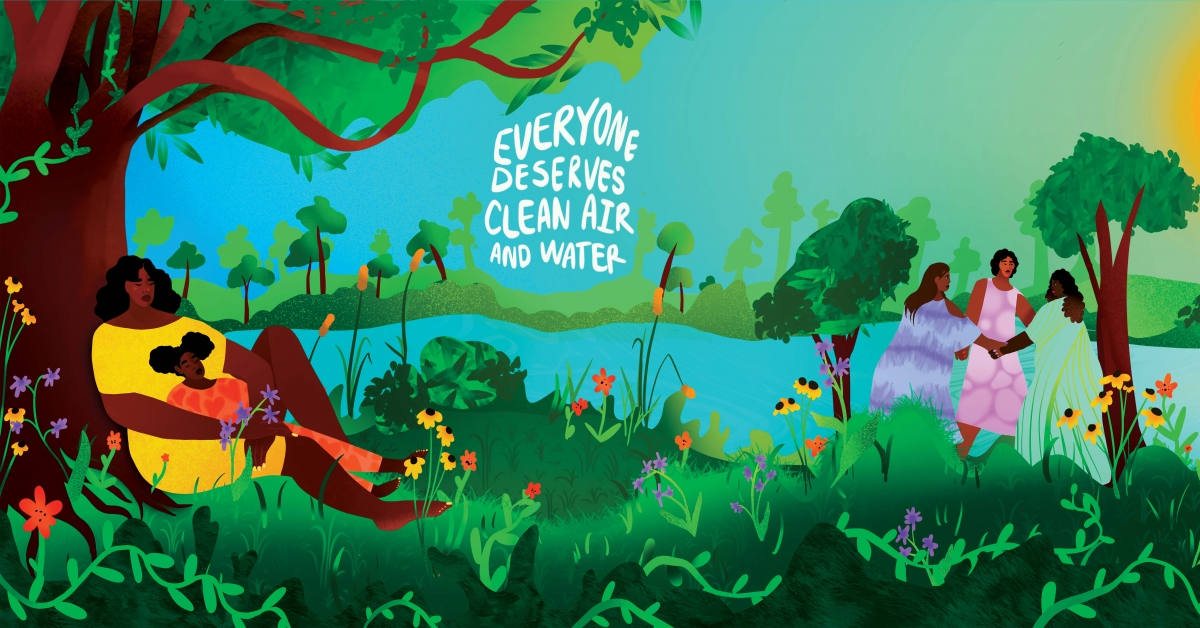 EVERYONE
DESERVES
CLEAN AIR
AND WATER